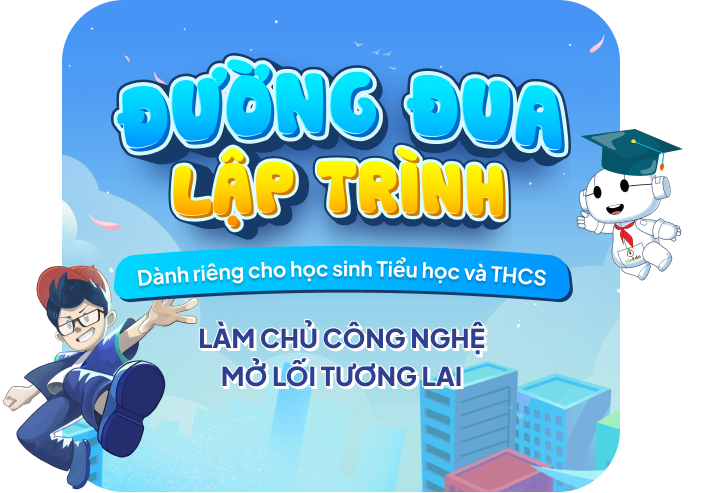 ĐƯỜNG ĐUA
LẬP TRÌNH
Dành riêng cho học sinh Tiểu học và THCS
LÀM CHỦ CÔNG NGHỆ
MỞ LỐI TƯƠNG LAI